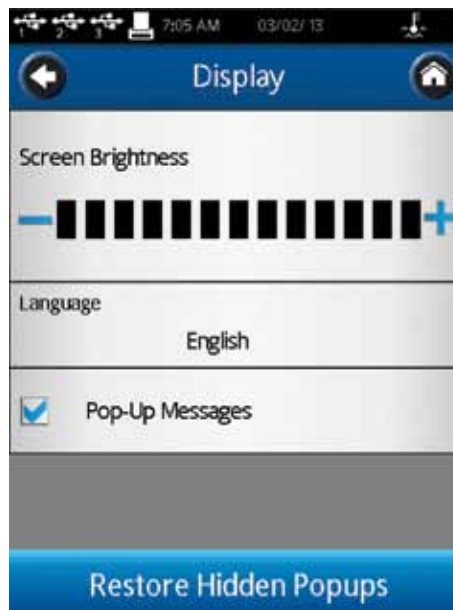 1 2 3 7:05 AM 03/02/13
Display
Screen Brightness
Language
English
Pop-Up Messages
Restore Hidden Popups